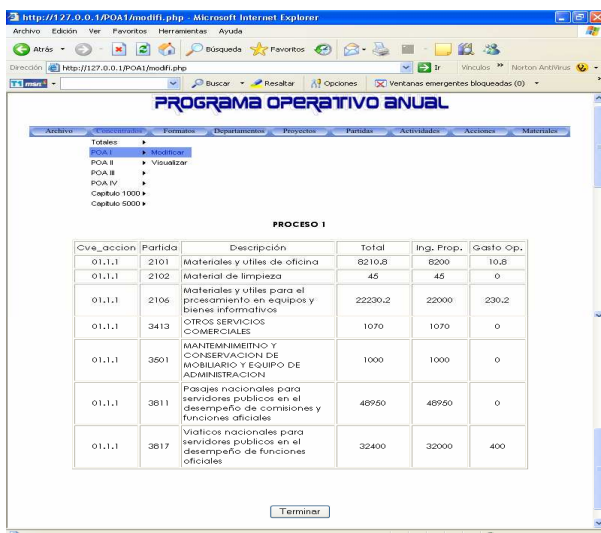 http://127.0.0.1/POA1/modifi.php - Microsoft Internet Explorer
Archivo Edición Ver Favoritos Herramientas Ayuda
Atrás Búsqueda Favoritos
Dirección http://127.0.0.1/POA1/modifi.php Ir Vínculos » Norton AntiVirus
msn Buscar Resaltar Opciones Ventanas emergentes bloqueadas (0) »
PROGRAMA OPERATIVO ANUAL
Archivo Concentrados Formatos Departamentos Proyectos Partidas Actividades Acciones Materiales
Totales
POA I Modificar
POA II Visualizar
POA III
POA IV
Capitulo 1000
Capitulo 5000
PROCESO 1
Cve_accion Partida Descripción Total Ing. Prop. Gasto Op.
01.1.1 2101 Materiales y utiles de oficina 8210.8 8200 10.8
01.1.1 2102 Material de limpieza 45 45 0
01.1.1 2106 Materiales y utiles para el
prcesamiento en equipos y
bienes informativos 22230.2 22000 230.2
01.1.1 3413 OTROS SERVICIOS
COMERCIALES 1070 1070 0
01.1.1 3501 MANTEMNIMEITNO Y
CONSERVACION DE
MOBILIARIO Y EQUIPO DE
ADMINISTRACION 1000 1000 0
01.1.1 3811 Pasajes nacionales para
servidores publicos en el
desempeño de comisiones y
funciones aficiales 48950 48950 0
01.1.1 3817 Viaticos nacionales para
servidores publicos en el
desempeño de funciones
oficiales 32400 32000 400
Terminar